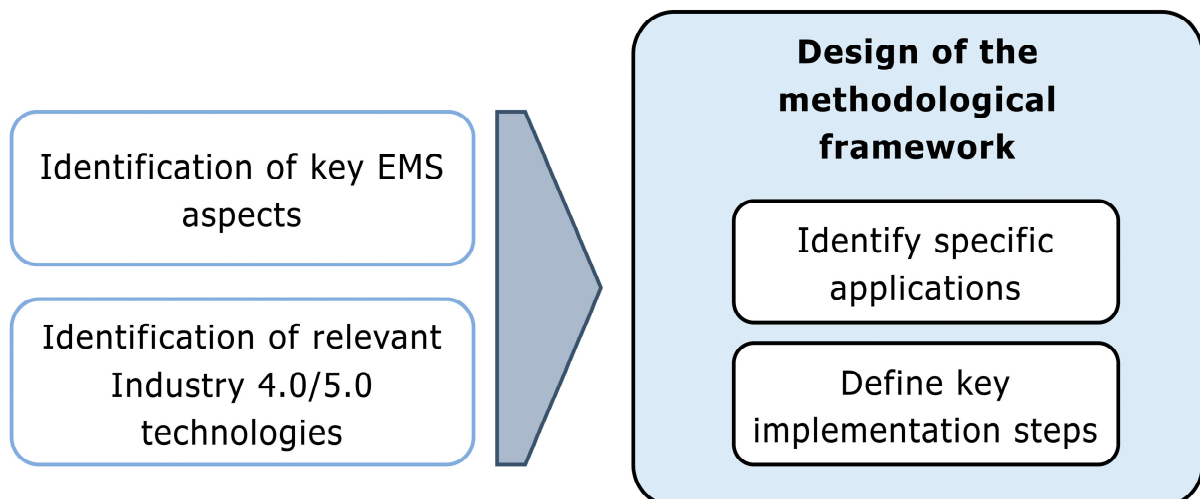 Identification of key EMS
aspects
Identification of relevant
Industry 4.0/5.0
technologies
Design of the
methodological
framework
Identify specific
applications
Define key
implementation steps